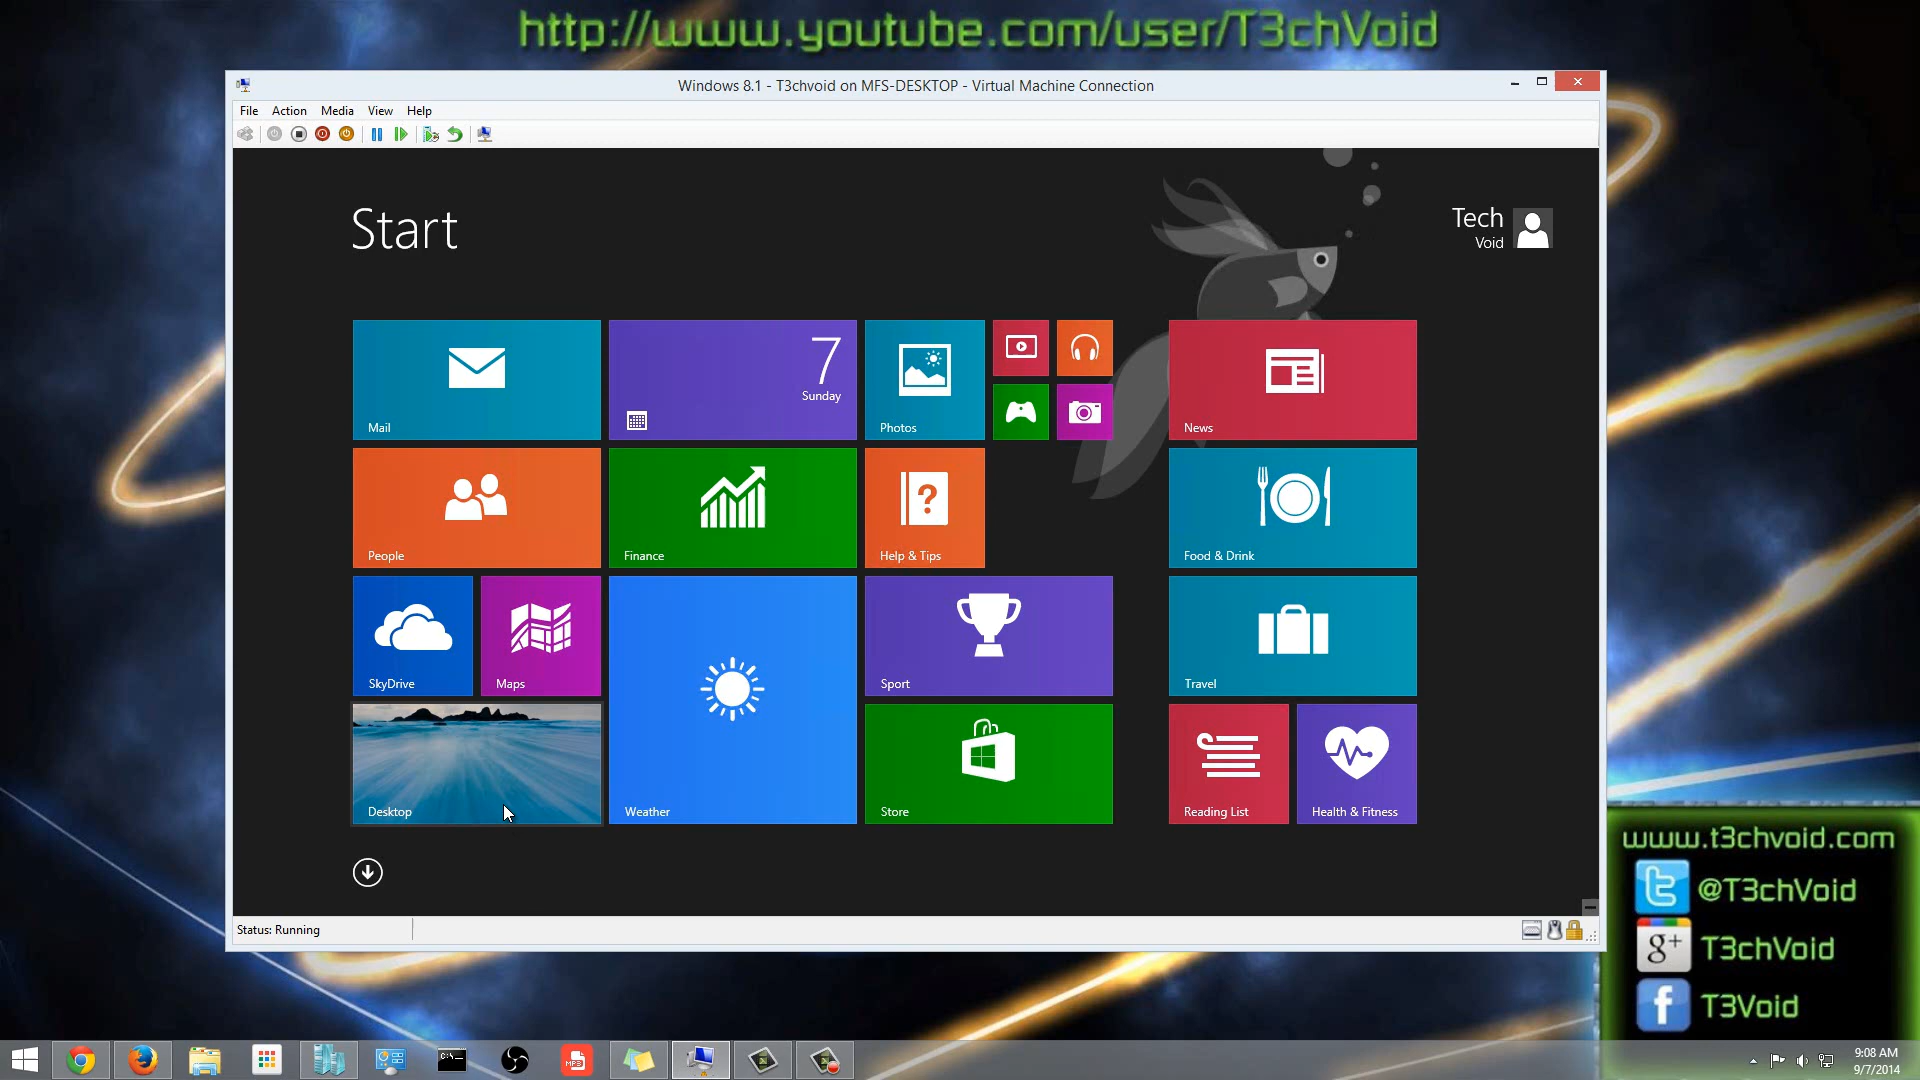 http://www.youtube.com/user/T3chVoid
Windows 8.1 - T3chvoid on MFS-DESKTOP - Virtual Machine Connection
File Action Media View Help
Start
Tech
Void
7
Sunday
Mail
Photos
News
People
Finance
?
Help & Tips
Food & Drink
SkyDrive
Maps
Sport
Travel
Desktop
Weather
Store
Reading List
Health & Fitness
Status: Running
www.t3chvoid.com
@T3chVoid
g+ T3chVoid
f T3Void
C:\
MP3
9:08 AM
9/7/2014